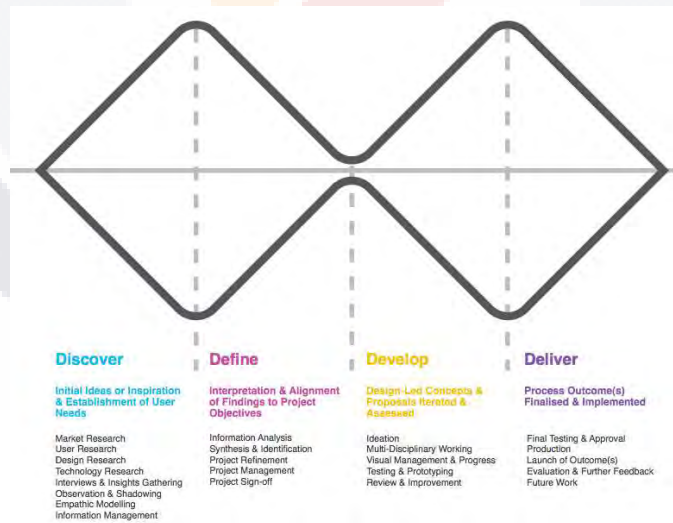 Discover
Initial Ideas or Inspiration
& Establishment of User
Needs
Market Research
User Research
Design Research
Technology Research
Interviews & Insights Gathering
Observation & Shadowing
Empathic Modelling
Information Management
Define
Interpretation & Alignment
of Findings to Project
Objectives
Information Analysis
Synthesis & Identification
Project Refinement
Project Management
Project Sign-off
Develop
Design-Led Concepts &
Proposals Iterated &
Assessed
Ideation
Multi-Disciplinary Working
Visual Management & Progress
Testing & Prototyping
Review & Improvement
Deliver
Process Outcome(s)
Finalised & Implemented
Final Testing & Approval
Production
Launch of Outcome(s)
Evaluation & Further Feedback
Future Work